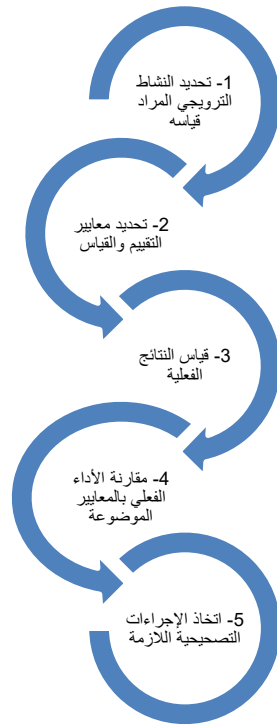 1- تحديد النشاط
الترويجي المراد
قياسه
2- تحديد معايير
التقييم والقياس
3- قياس النتائج
الفعلية
4- مقارنة الأداء
الفعلي بالمعايير
الموضوعة
5- اتخاذ الإجراءات
التصحيحية اللازمة